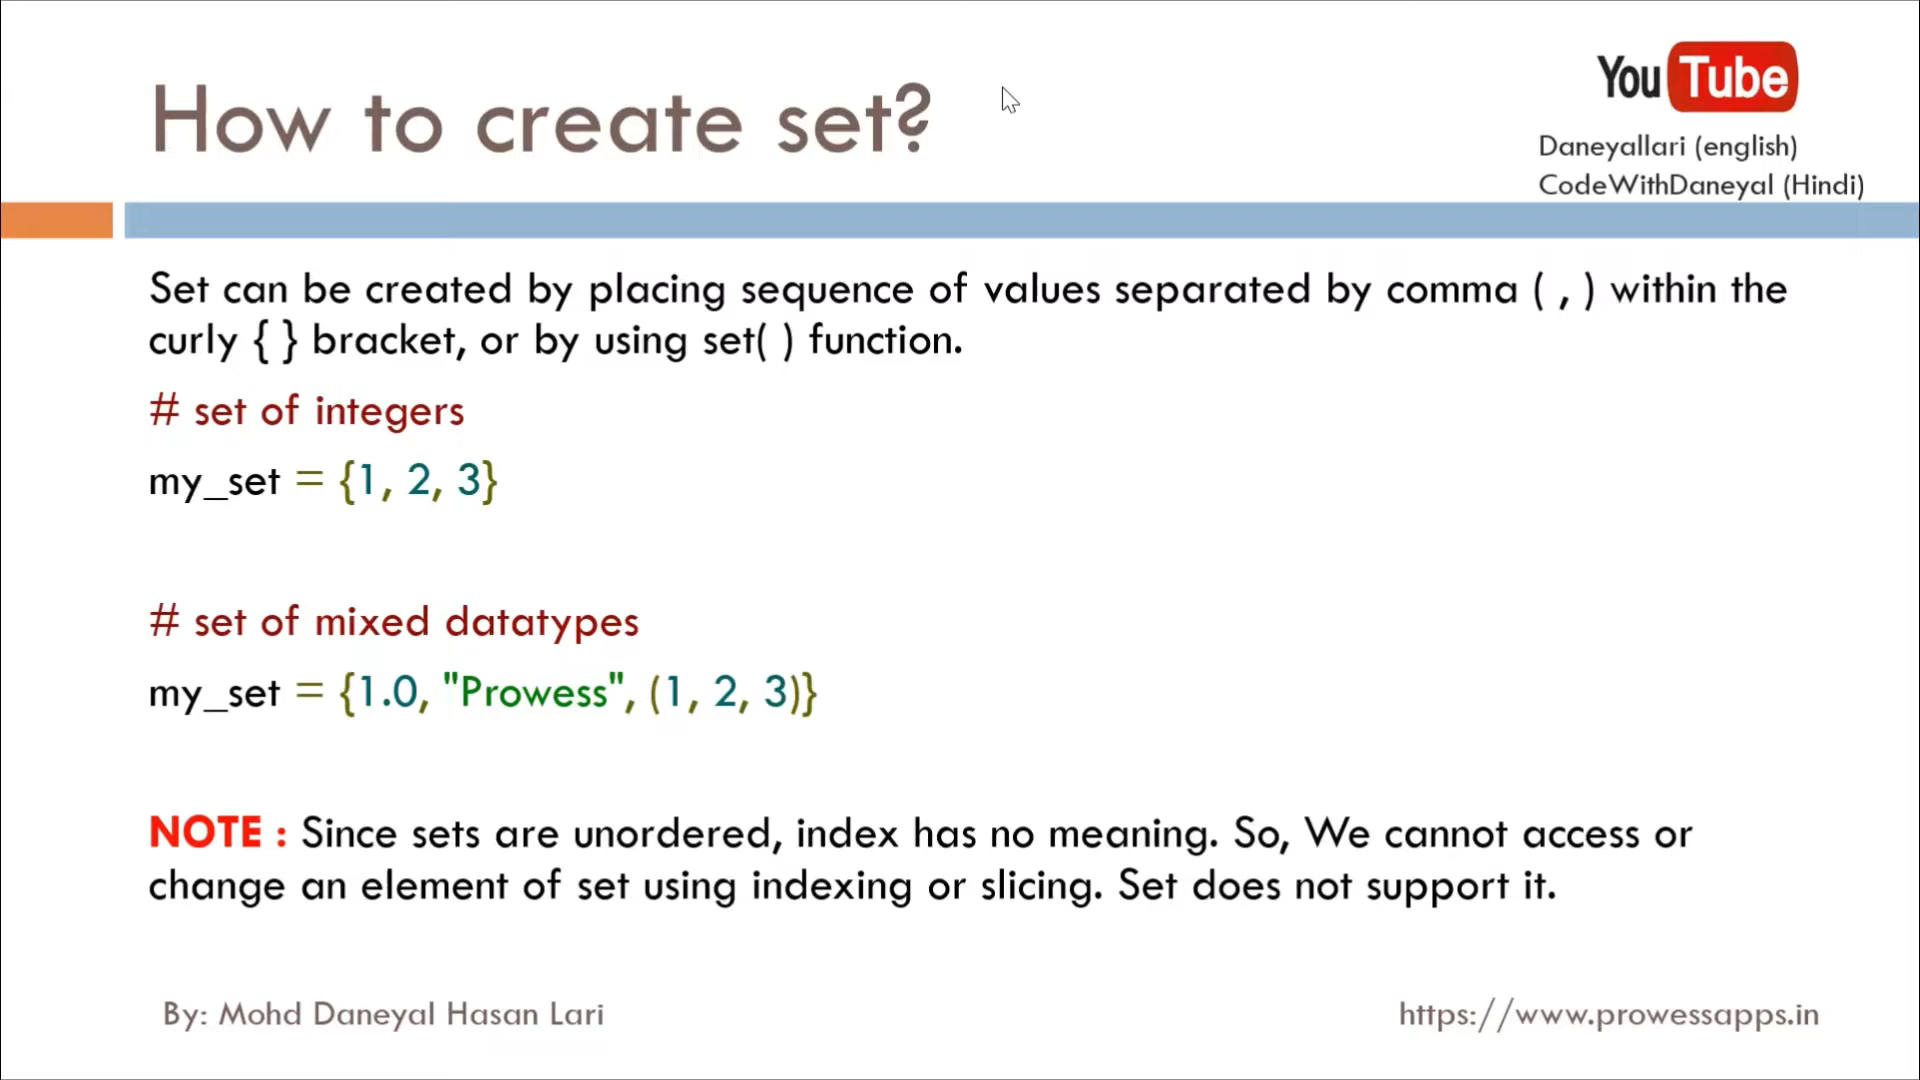 How to create set?
YouTube
Daneyallari (english)
CodeWithDaneyal (Hindi)
Set can be created by placing sequence of values separated by comma ( , ) within the
curly { } bracket, or by using set( ) function.
# set of integers
my_set = {1, 2, 3}
# set of mixed datatypes
my_set = {1.0, "Prowess", (1, 2, 3)}
NOTE : Since sets are unordered, index has no meaning. So, We cannot access or
change an element of set using indexing or slicing. Set does not support it.
By: Mohd Daneyal Hasan Lari
https://www.prowessapps.in